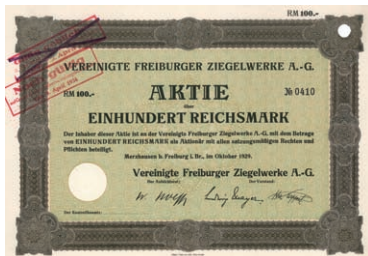 RM 100.-
VEREINIGTE FREIBURGER ZIEGELWERKE A.-G.
RM 100.-
AKTIE
№ 0410
über
EINHUNDERT REICHSMARK
Der Inhaber dieser Aktie ist an der Vereinigte Freiburger Ziegelwerke A.-G. mit dem Betrage
von EINHUNDERT REICHSMARK als Aktionär mit allen satzungsmäßigen Rechten und
Pflichten beteiligt.
Merzhausen b. Freiburg i. Br., im Oktober 1929.
Vereinigte Freiburger Ziegelwerke A.-G.
Der Aufsichtsrat:
Der Vorstand:
Der Kontrollbeamte: